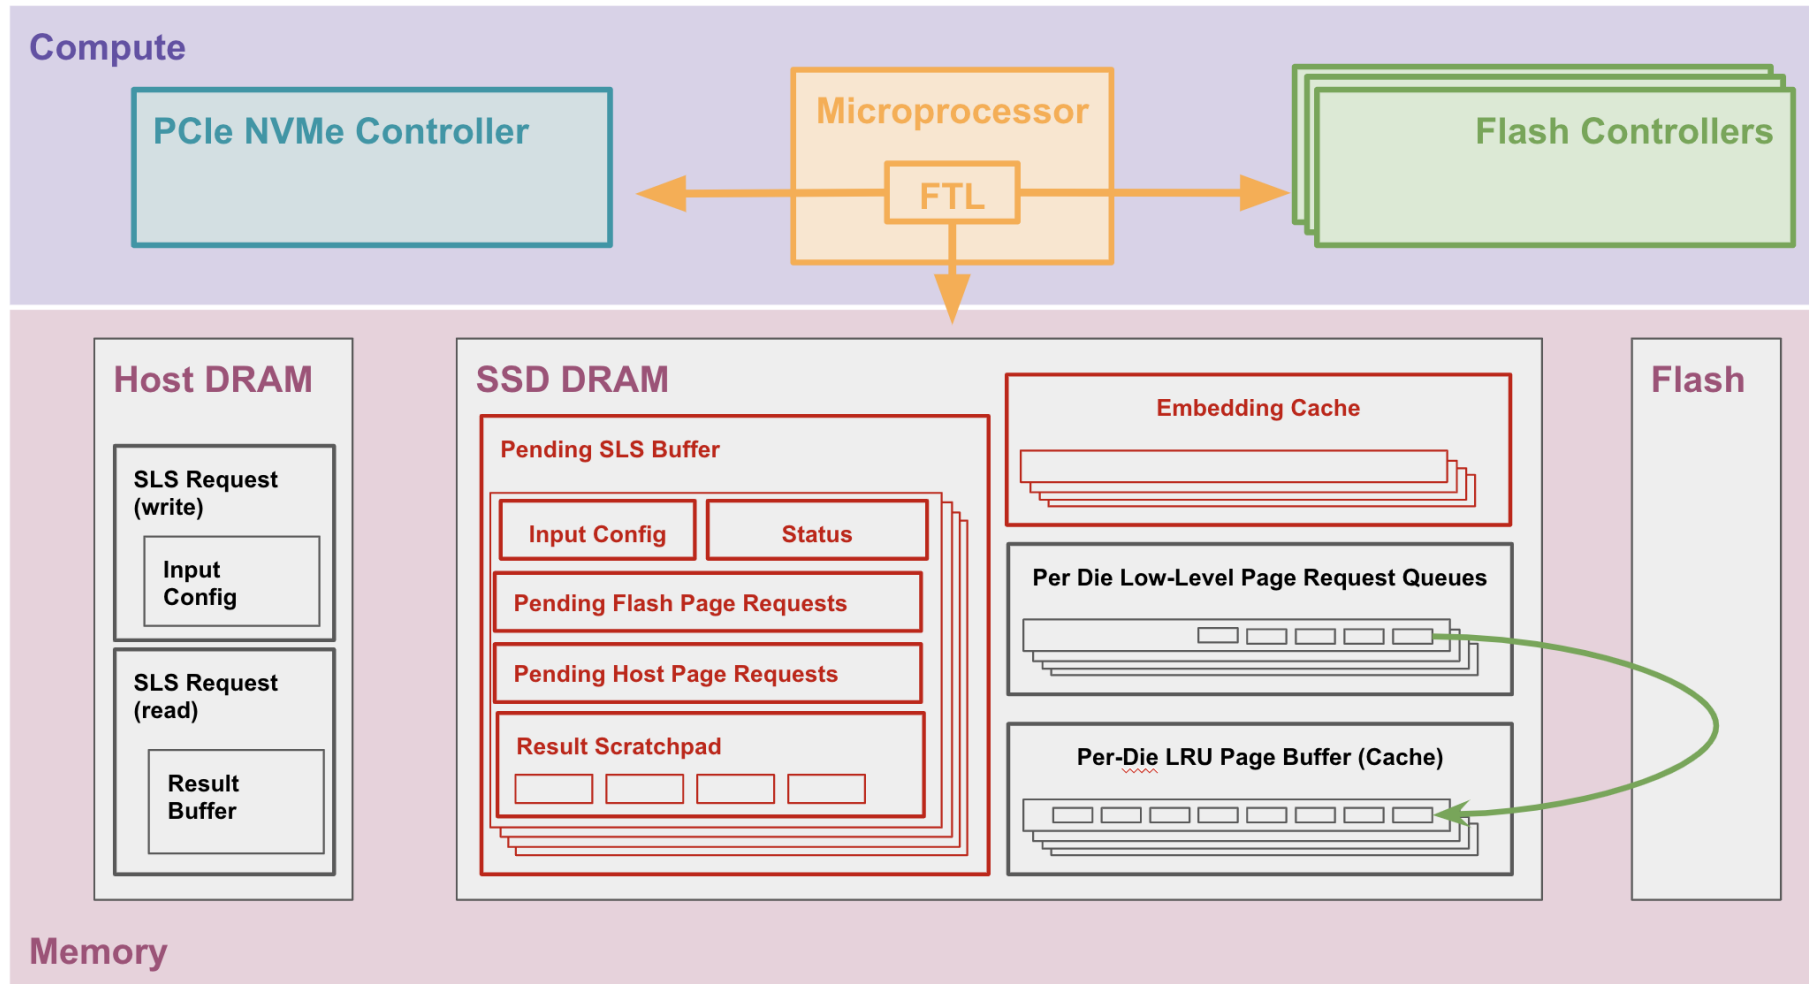 Compute
PCIe NVMe Controller
Microprocessor
FTL
Flash Controllers
Host DRAM
SLS Request
(write)
Input
Config
SLS Request
(read)
Result
Buffer
SSD DRAM
Pending SLS Buffer
Input Config
Status
Pending Flash Page Requests
Pending Host Page Requests
Result Scratchpad
Embedding Cache
Per Die Low-Level Page Request Queues
Per-Die LRU Page Buffer (Cache)
Flash
Memory